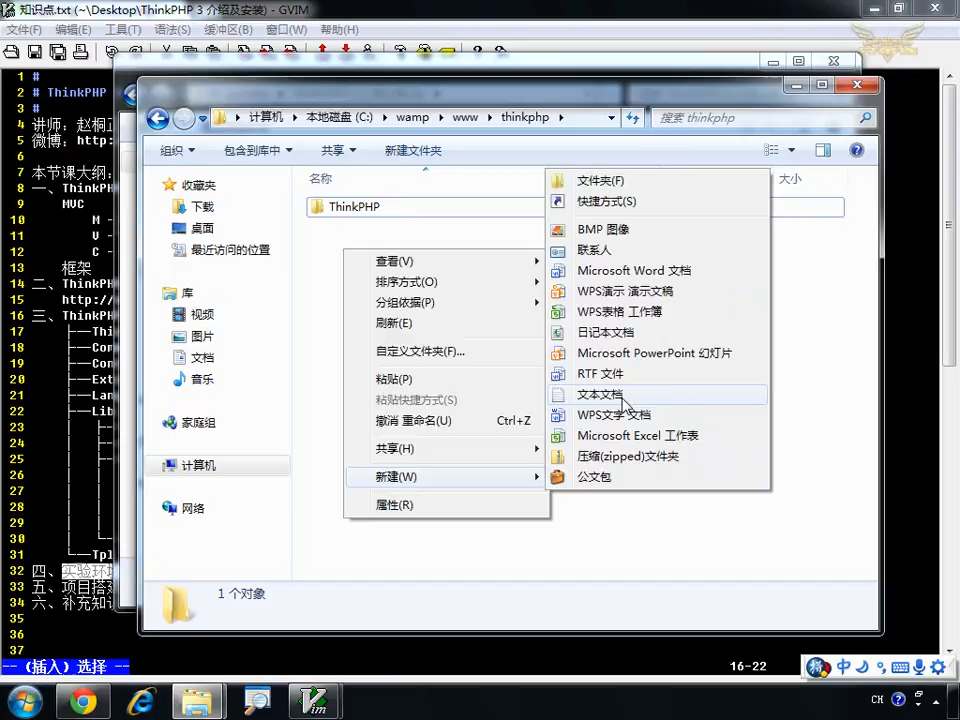 知识点.txt (~\Desktop\ThinkPHP 3 介绍及安装) - GVIM
文件(F) 编辑(E) 工具(T) 语法(S) 缓冲区(B) 窗口(W) 帮助(H)
1 #
2 # ThinkPHP
3 #
4 讲师：赵桐正
5 微博：http:
6
7 本节课大纲：
8 一、ThinkPH
9 MVC
10 M -
11 V -
12 C -
13 框架
14 二、ThinkPH
15 http://
16 三、ThinkPH
17 ├──Thi
18 ├──Com
19 ├──Con
20 ├──Ext
21 ├──Lan
22 ├──Lib
23
24
25
26
27
28
29
30
31 └──Tpl
32 四、实验环境
33 五、项目搭建
34 六、补充知识
35
36
37
-- (插入) 选择 --
16-22
计算机 本地磁盘 (C:) wamp www thinkphp
搜索 thinkphp
组织 包含到库中 共享 新建文件夹
收藏夹
下载
桌面
最近访问的位置
库
视频
图片
文档
音乐
家庭组
计算机
网络
名称
大小
ThinkPHP
查看(V)
排序方式(O)
分组依据(P)
刷新(E)
自定义文件夹(F)...
粘贴(P)
粘贴快捷方式(S)
撤消 重命名(U) Ctrl+Z
共享(H)
新建(W)
属性(R)
文件夹(F)
快捷方式(S)
BMP 图像
联系人
Microsoft Word 文档
WPS演示 演示文稿
WPS表格 工作簿
日记本文档
Microsoft PowerPoint 幻灯片
RTF 文件
文本文档
WPS文字 文档
Microsoft Excel 工作表
压缩(zipped)文件夹
公文包
1 个对象
中
CH